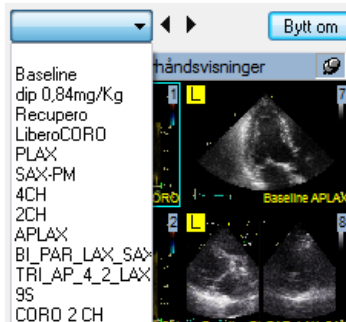 Bytt om
håndsvisninger
Baseline
dip 0,84mg/Kg
Recupero
LiberoCORO
PLAX
SAX-PM
4CH
2CH
APLAX
BI_PAR_LAX_SAX
TRI_AP_4_2_LAX
9S
CORO 2 CH
1
L
7
ORO
Baseline APLAX
2
L
8